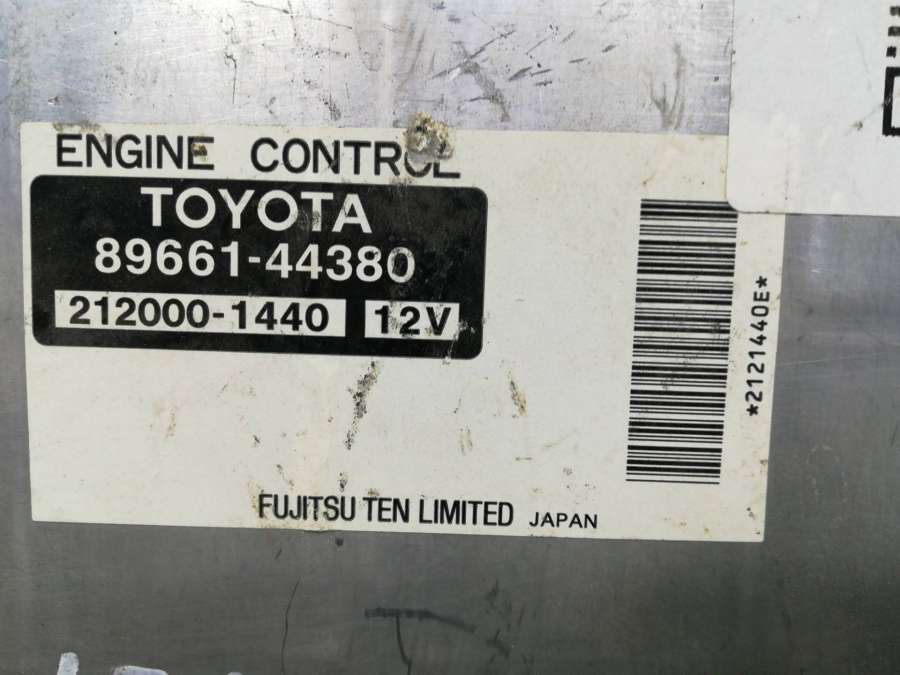 ENGINE CONTROL
TOYOTA
89661-44380
212000-1440 12V
*2121440E*
FUJITSU TEN LIMITED JAPAN